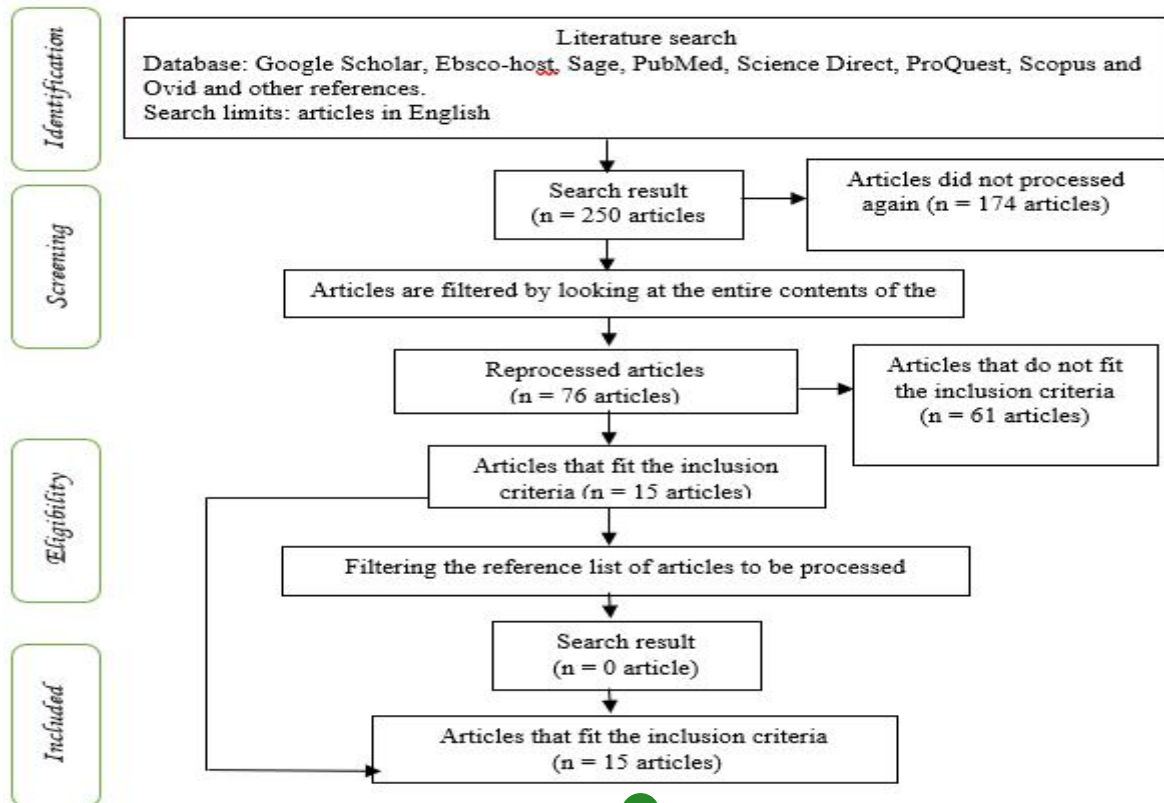 Identification
Literature search
Database: Google Scholar, Ebsco-host, Sage, PubMed, Science Direct, ProQuest, Scopus and
Ovid and other references.
Search limits: articles in English
Screening
Search result
(n = 250 articles
Articles did not processed
again (n = 174 articles)
Articles are filtered by looking at the entire contents of the
Reprocessed articles
(n = 76 articles)
Articles that do not fit
the inclusion criteria
(n = 61 articles)
Eligibility
Articles that fit the inclusion
criteria (n = 15 articles)
Filtering the reference list of articles to be processed
Search result
(n = 0 article)
Included
Articles that fit the inclusion criteria
(n = 15 articles)